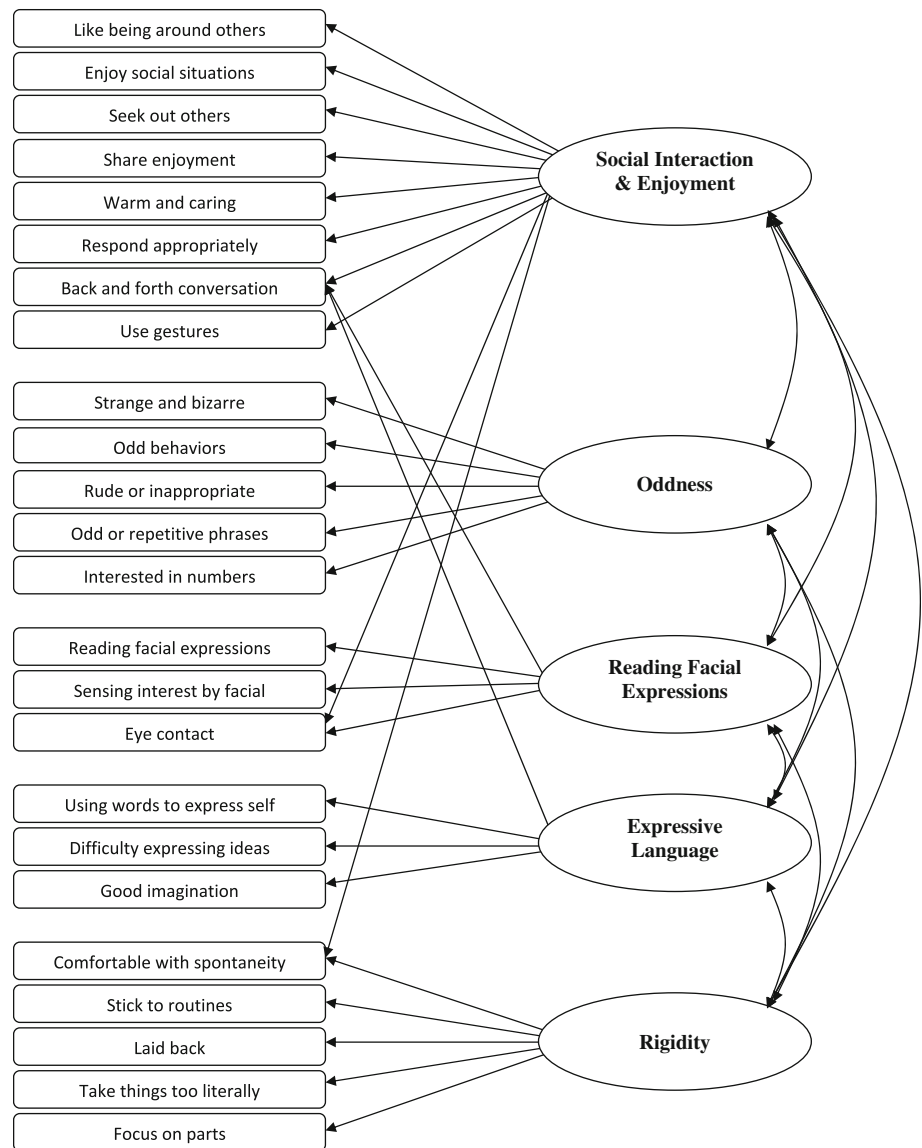 Like being around others
Enjoy social situations
Seek out others
Share enjoyment
Warm and caring
Respond appropriately
Back and forth conversation
Use gestures
Strange and bizarre
Odd behaviors
Rude or inappropriate
Odd or repetitive phrases
Interested in numbers
Reading facial expressions
Sensing interest by facial
Eye contact
Using words to express self
Difficulty expressing ideas
Good imagination
Comfortable with spontaneity
Stick to routines
Laid back
Take things too literally
Focus on parts
Social Interaction
& Enjoyment
Oddness
Reading Facial
Expressions
Expressive
Language
Rigidity